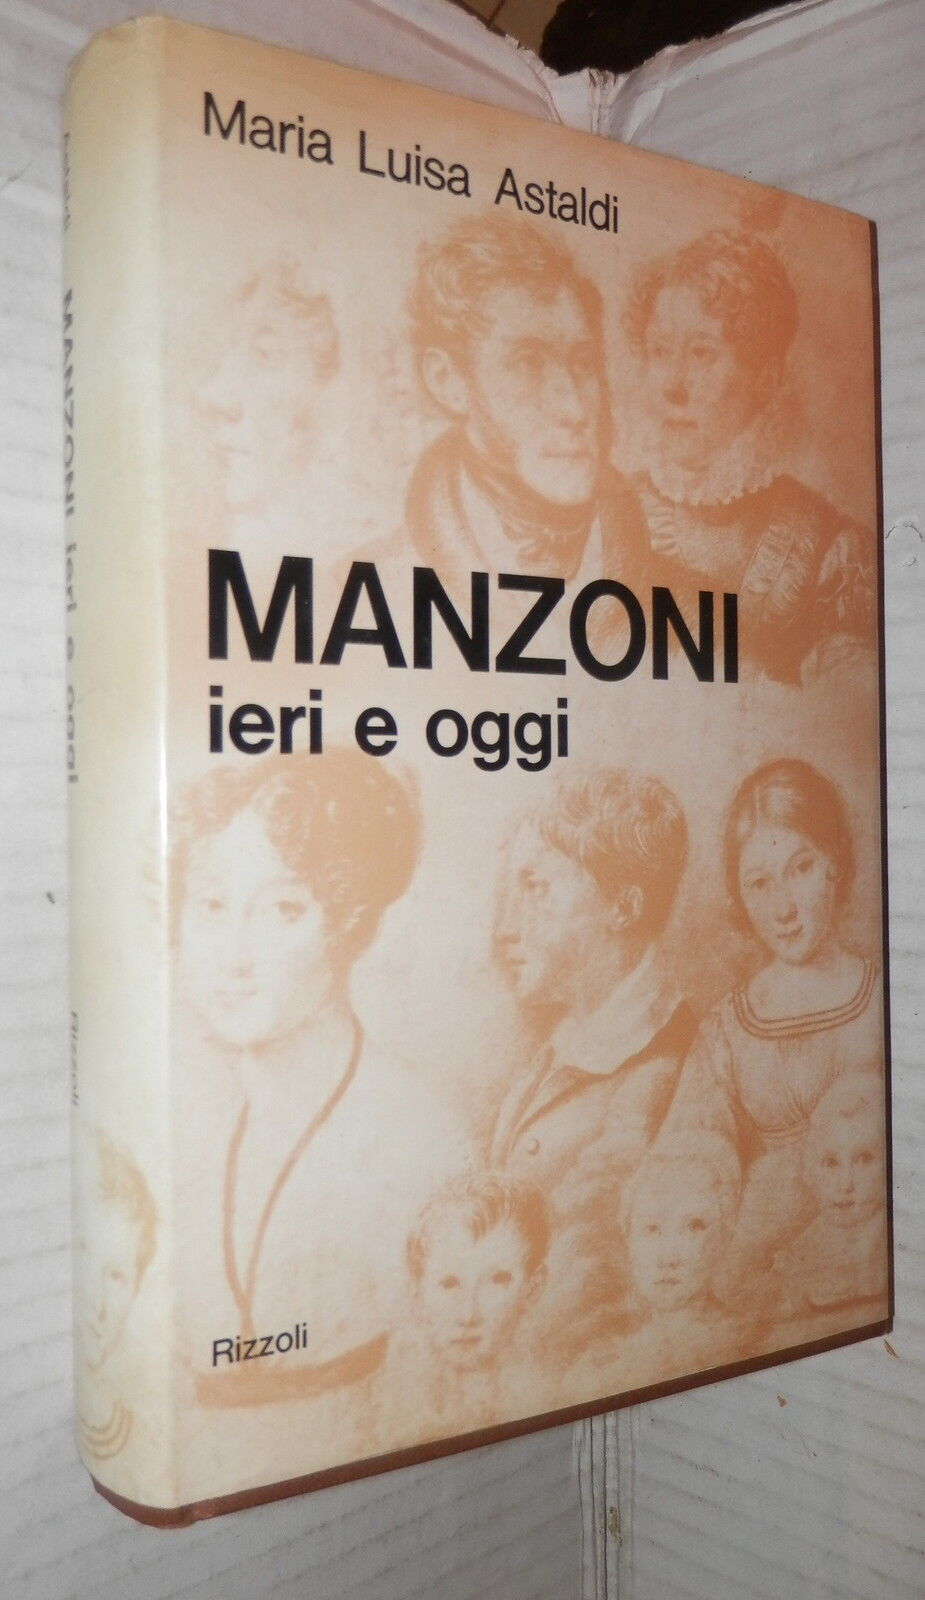 Maria Luisa Astaldi
MANZONI
ieri e oggi
Rizzoli
MANZONI ieri e oggi
Rizzoli